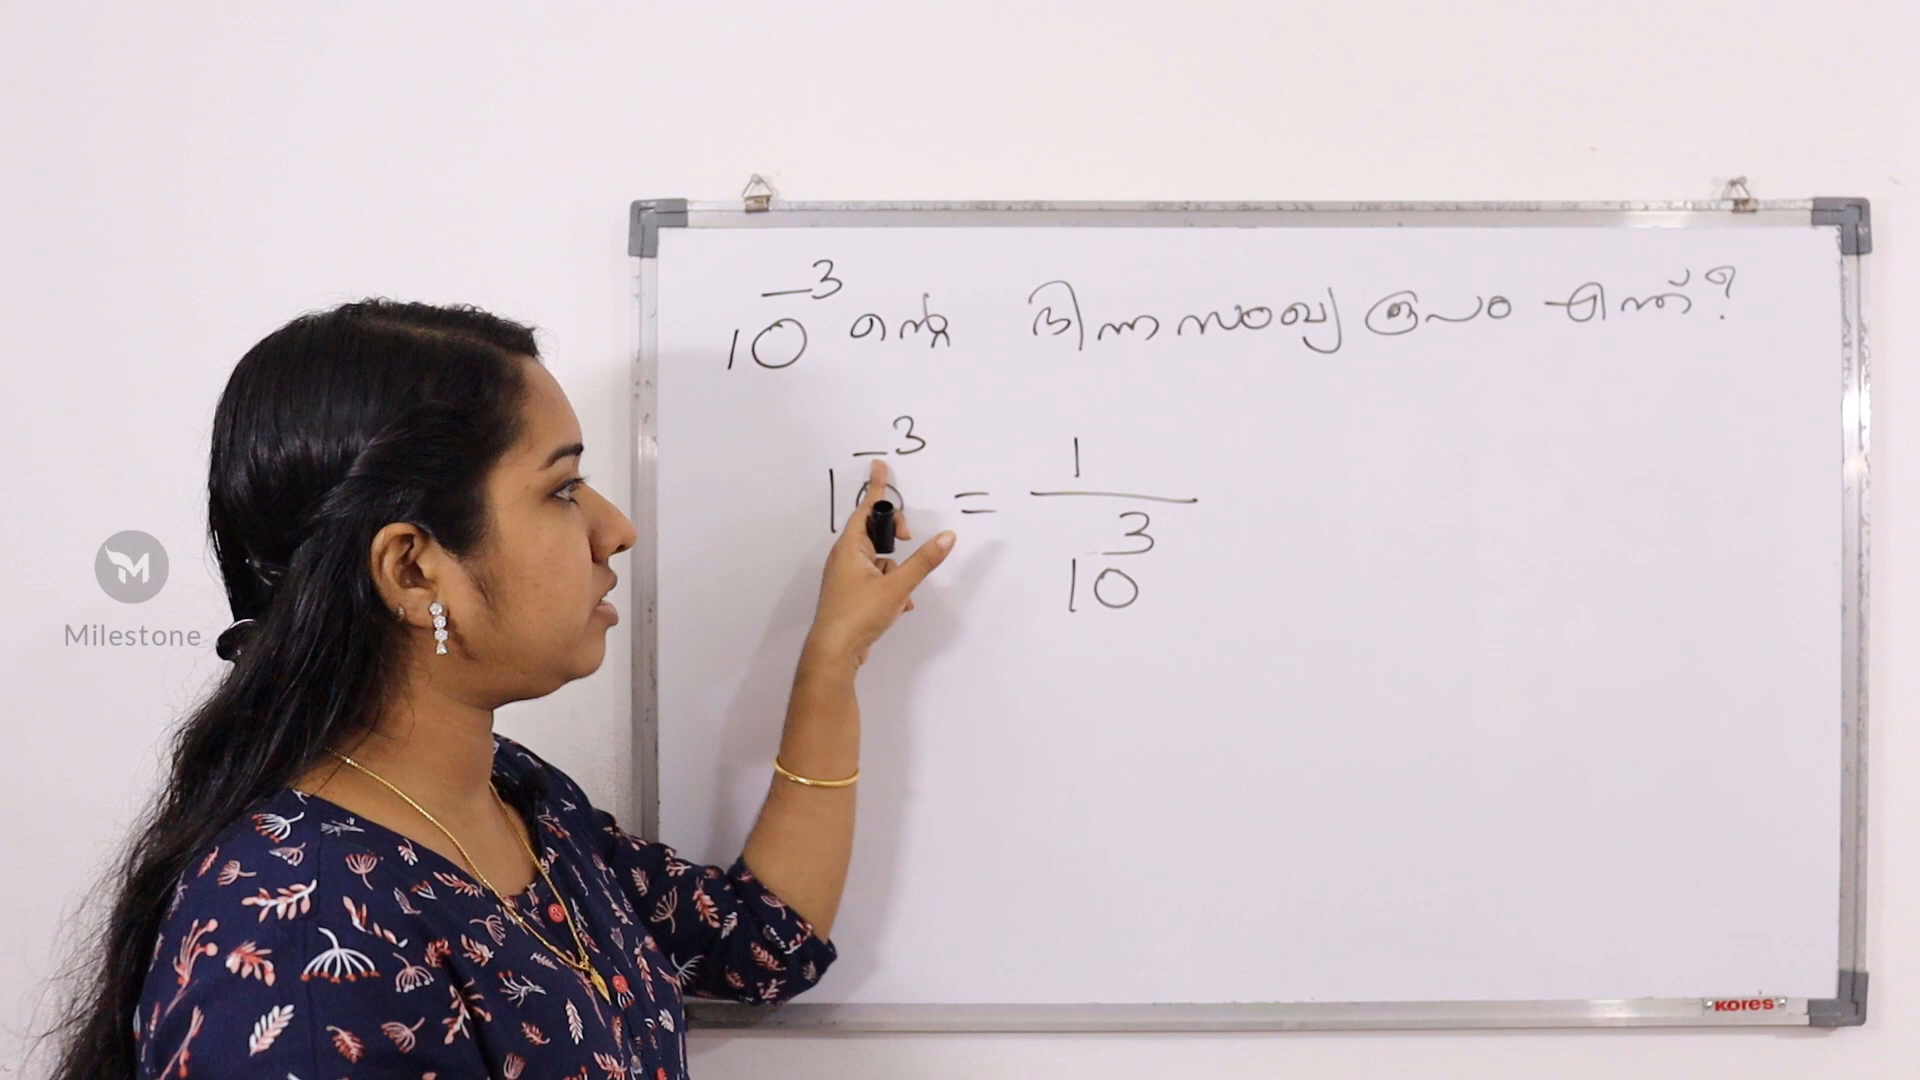 10⁻³ ന്റെ ഭിന്നസംഖ്യ രൂപം എന്ത്?
10⁻³ = 1/10³
Milestone
KORES